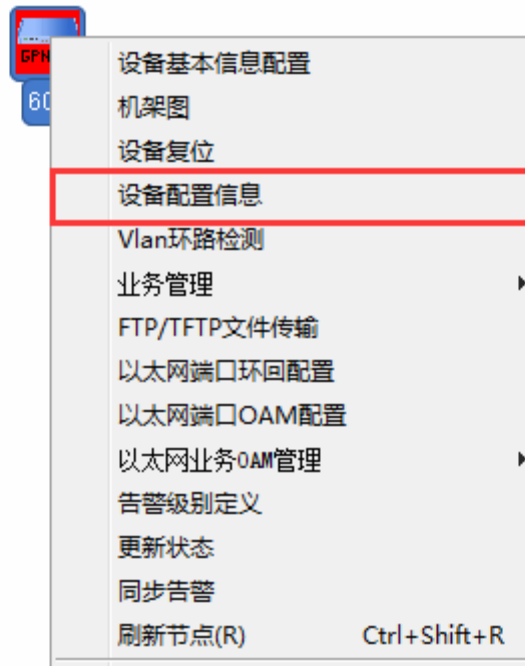 GPN
60
设备基本信息配置
机架图
设备复位
设备配置信息
Vlan环路检测
业务管理
FTP/TFTP文件传输
以太网端口环回配置
以太网端口OAM配置
以太网业务OAM管理
告警级别定义
更新状态
同步告警
刷新节点(R) Ctrl+Shift+R